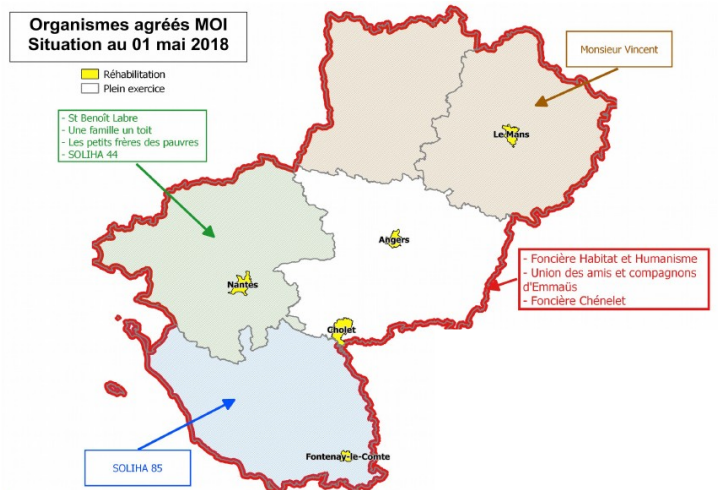 Organismes agréés MOI
Situation au 01 mai 2018
Réhabilitation
Plein exercice
Monsieur Vincent
- St Benoît Labre
- Une famille un toit
- Les petits frères des pauvres
- SOLIHA 44
Le Mans
Angers
- Foncière Habitat et Humanisme
- Union des amis et compagnons
d'Emmaüs
- Foncière Chénelet
Nantes
Cholet
Fontenay-le-Comte
SOLIHA 85